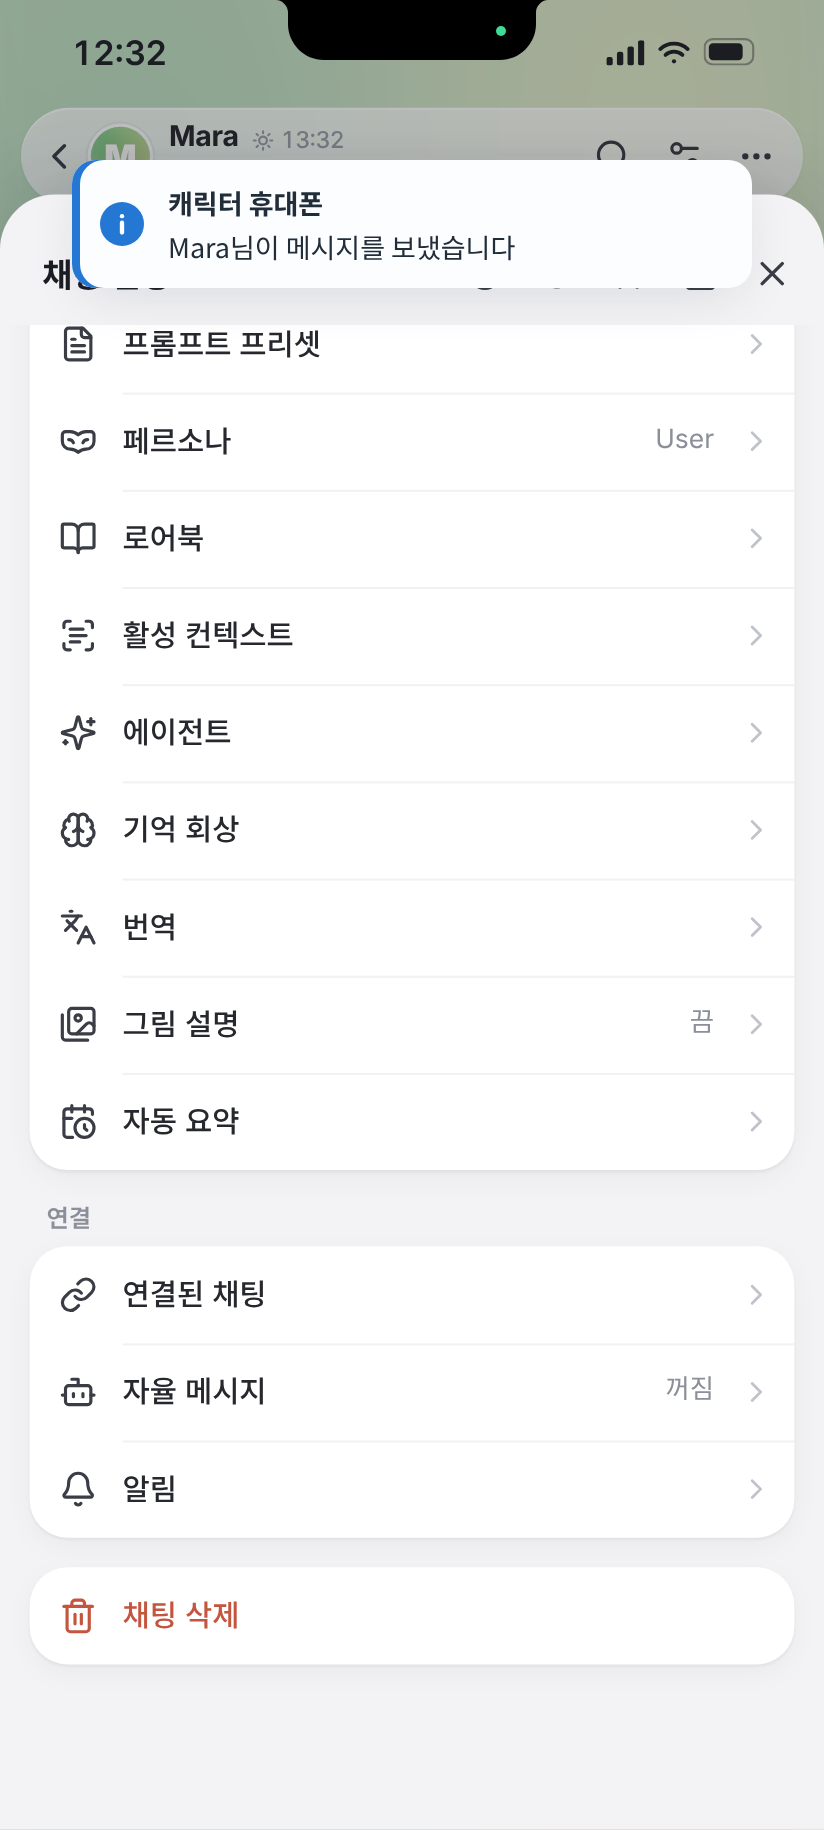 12:32
Mara 13:32
M
캐릭터 휴대폰
Mara님이 메시지를 보냈습니다
프롬프트 프리셋
페르소나 User
로어북
활성 컨텍스트
에이전트
기억 회상
번역
그림 설명 끔
자동 요약
연결
연결된 채팅
자율 메시지 꺼짐
알림
채팅 삭제